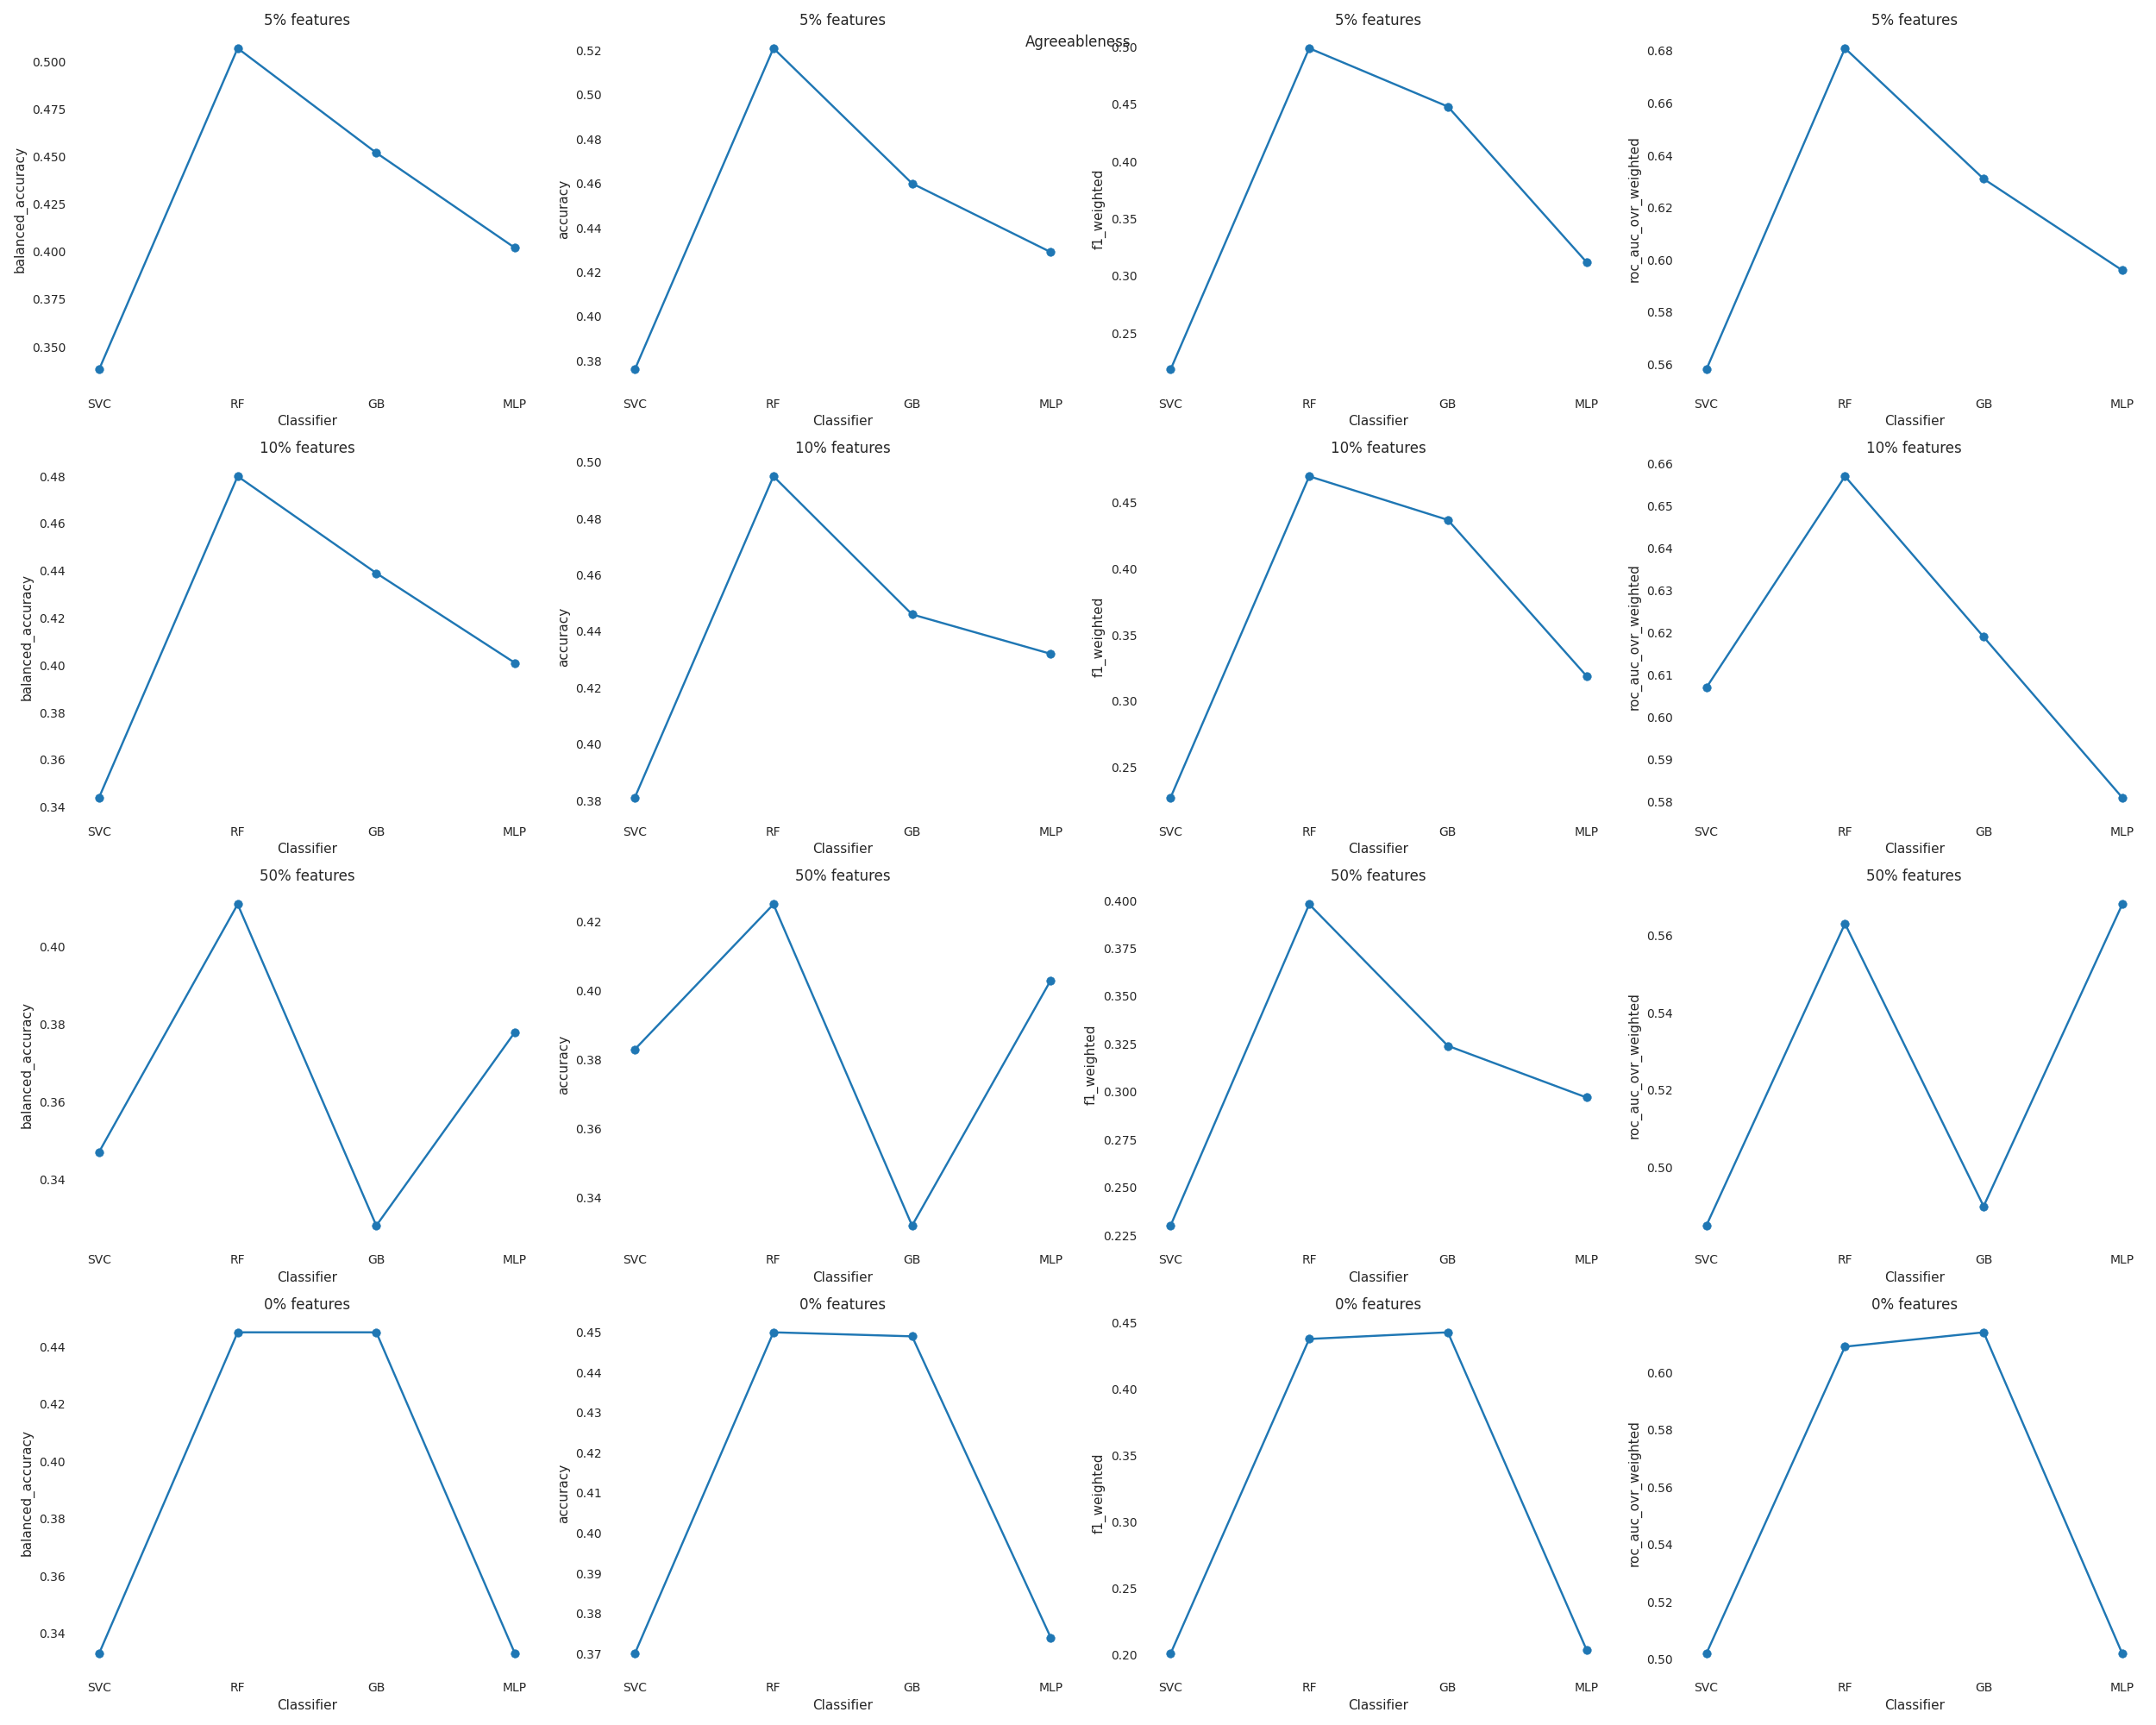 Agreeableness
5% features
balanced_accuracy
0.500
0.475
0.450
0.425
0.400
0.375
0.350
SVC RF GB MLP
Classifier
5% features
accuracy
0.52
0.50
0.48
0.46
0.44
0.42
0.40
0.38
SVC RF GB MLP
Classifier
5% features
f1_weighted
0.50
0.45
0.40
0.35
0.30
0.25
SVC RF GB MLP
Classifier
5% features
roc_auc_ovr_weighted
0.68
0.66
0.64
0.62
0.60
0.58
0.56
SVC RF GB MLP
Classifier
10% features
balanced_accuracy
0.48
0.46
0.44
0.42
0.40
0.38
0.36
0.34
SVC RF GB MLP
Classifier
10% features
accuracy
0.50
0.48
0.46
0.44
0.42
0.40
0.38
SVC RF GB MLP
Classifier
10% features
f1_weighted
0.45
0.40
0.35
0.30
0.25
SVC RF GB MLP
Classifier
10% features
roc_auc_ovr_weighted
0.66
0.65
0.64
0.63
0.62
0.61
0.60
0.59
0.58
SVC RF GB MLP
Classifier
50% features
balanced_accuracy
0.40
0.38
0.36
0.34
SVC RF GB MLP
Classifier
50% features
accuracy
0.42
0.40
0.38
0.36
0.34
SVC RF GB MLP
Classifier
50% features
f1_weighted
0.400
0.375
0.350
0.325
0.300
0.275
0.250
0.225
SVC RF GB MLP
Classifier
50% features
roc_auc_ovr_weighted
0.56
0.54
0.52
0.50
SVC RF GB MLP
Classifier
0% features
balanced_accuracy
0.44
0.42
0.40
0.38
0.36
0.34
SVC RF GB MLP
Classifier
0% features
accuracy
0.45
0.44
0.43
0.42
0.41
0.40
0.39
0.38
0.37
SVC RF GB MLP
Classifier
0% features
f1_weighted
0.45
0.40
0.35
0.30
0.25
0.20
SVC RF GB MLP
Classifier
0% features
roc_auc_ovr_weighted
0.60
0.58
0.56
0.54
0.52
0.50
SVC RF GB MLP
Classifier